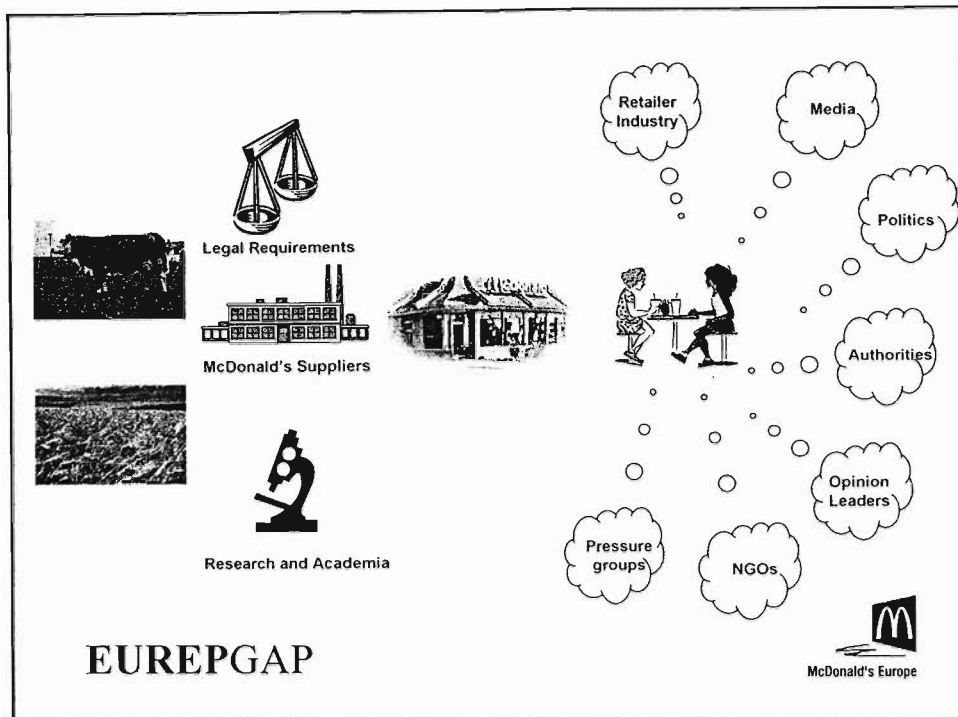 Legal Requirements
McDonald's Suppliers
Research and Academia
Retailer
Industry
Media
Politics
Authorities
Opinion
Leaders
NGOs
Pressure
groups
EUREPGAP
McDonald's Europe